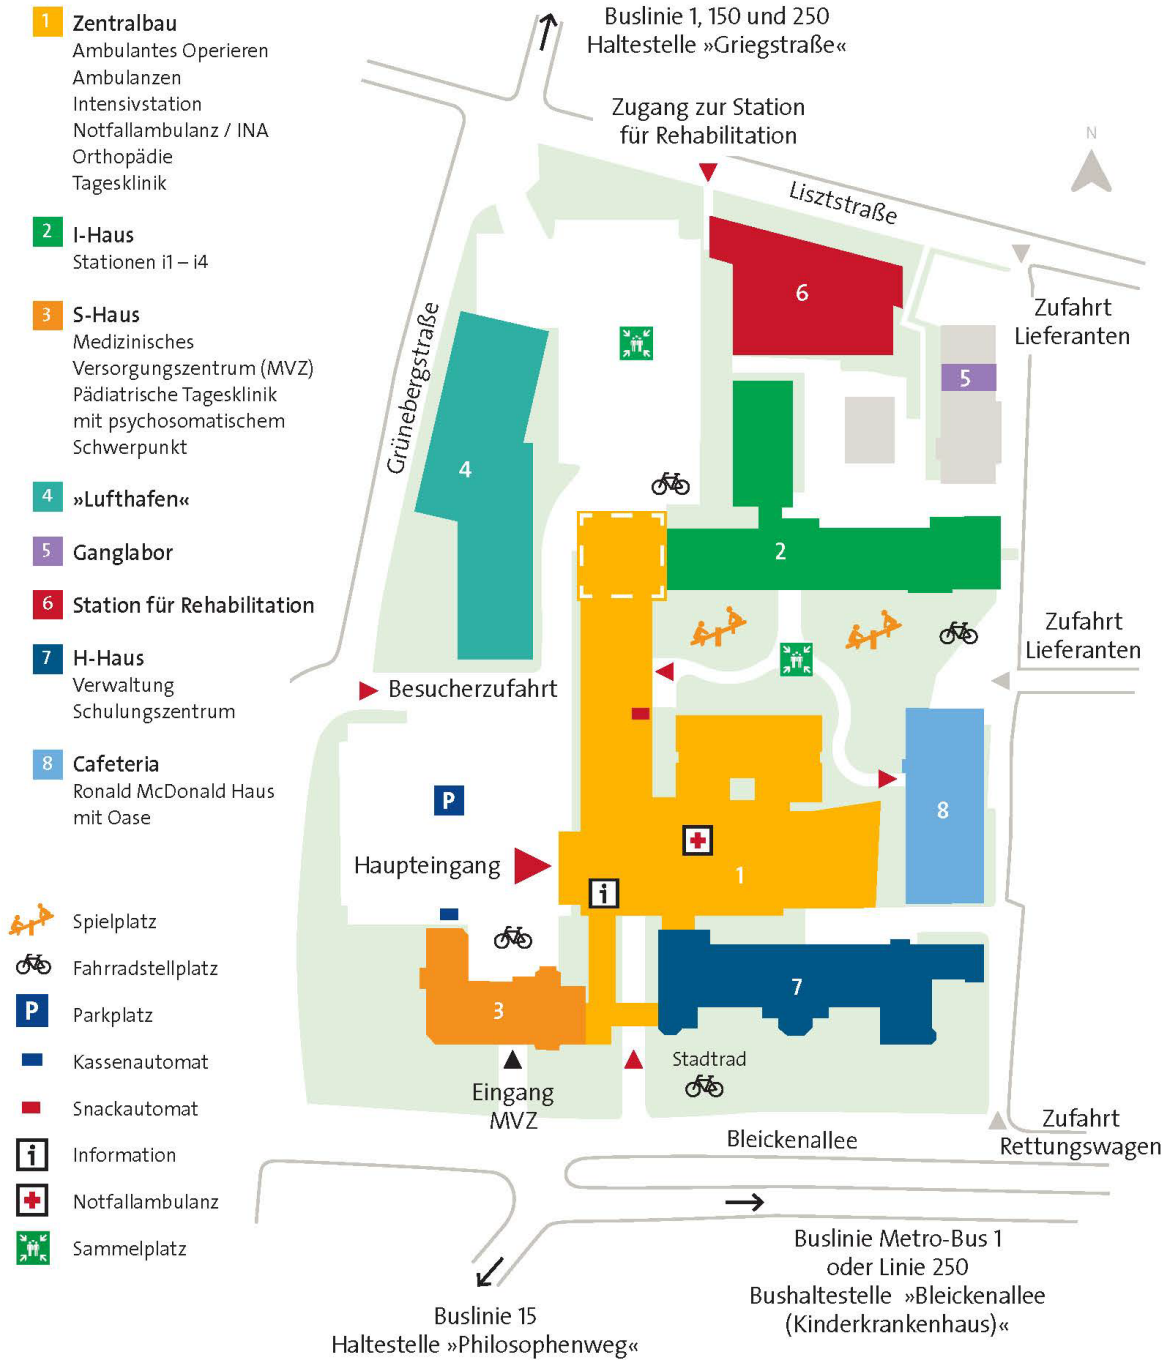 1 Zentralbau
Ambulantes Operieren
Ambulanzen
Intensivstation
Notfallambulanz / INA
Orthopädie
Tagesklinik
2 I-Haus
Stationen i1 – i4
3 S-Haus
Medizinisches
Versorgungszentrum (MVZ)
Pädiatrische Tagesklinik
mit psychosomatischem
Schwerpunkt
4 »Lufthafen«
5 Ganglabor
6 Station für Rehabilitation
7 H-Haus
Verwaltung
Schulungszentrum
8 Cafeteria
Ronald McDonald Haus
mit Oase
Spielplatz
Fahrradstellplatz
P Parkplatz
Kassenautomat
Snackautomat
i Information
Notfallambulanz
Sammelplatz
Buslinie 1, 150 und 250
Haltestelle »Griegstraße«
Zugang zur Station
für Rehabilitation
N
Lisztstraße
Zufahrt
Lieferanten
6
5
Grünebergstraße
4
2
Zufahrt
Lieferanten
Besucherzufahrt
P
8
Haupteingang
1
i
7
3
Stadtrad
Eingang
MVZ
Zufahrt
Rettungswagen
Bleickenallee
Buslinie Metro-Bus 1
oder Linie 250
Bushaltestelle »Bleickenallee
(Kinderkrankenhaus)«
Buslinie 15
Haltestelle »Philosophenweg«